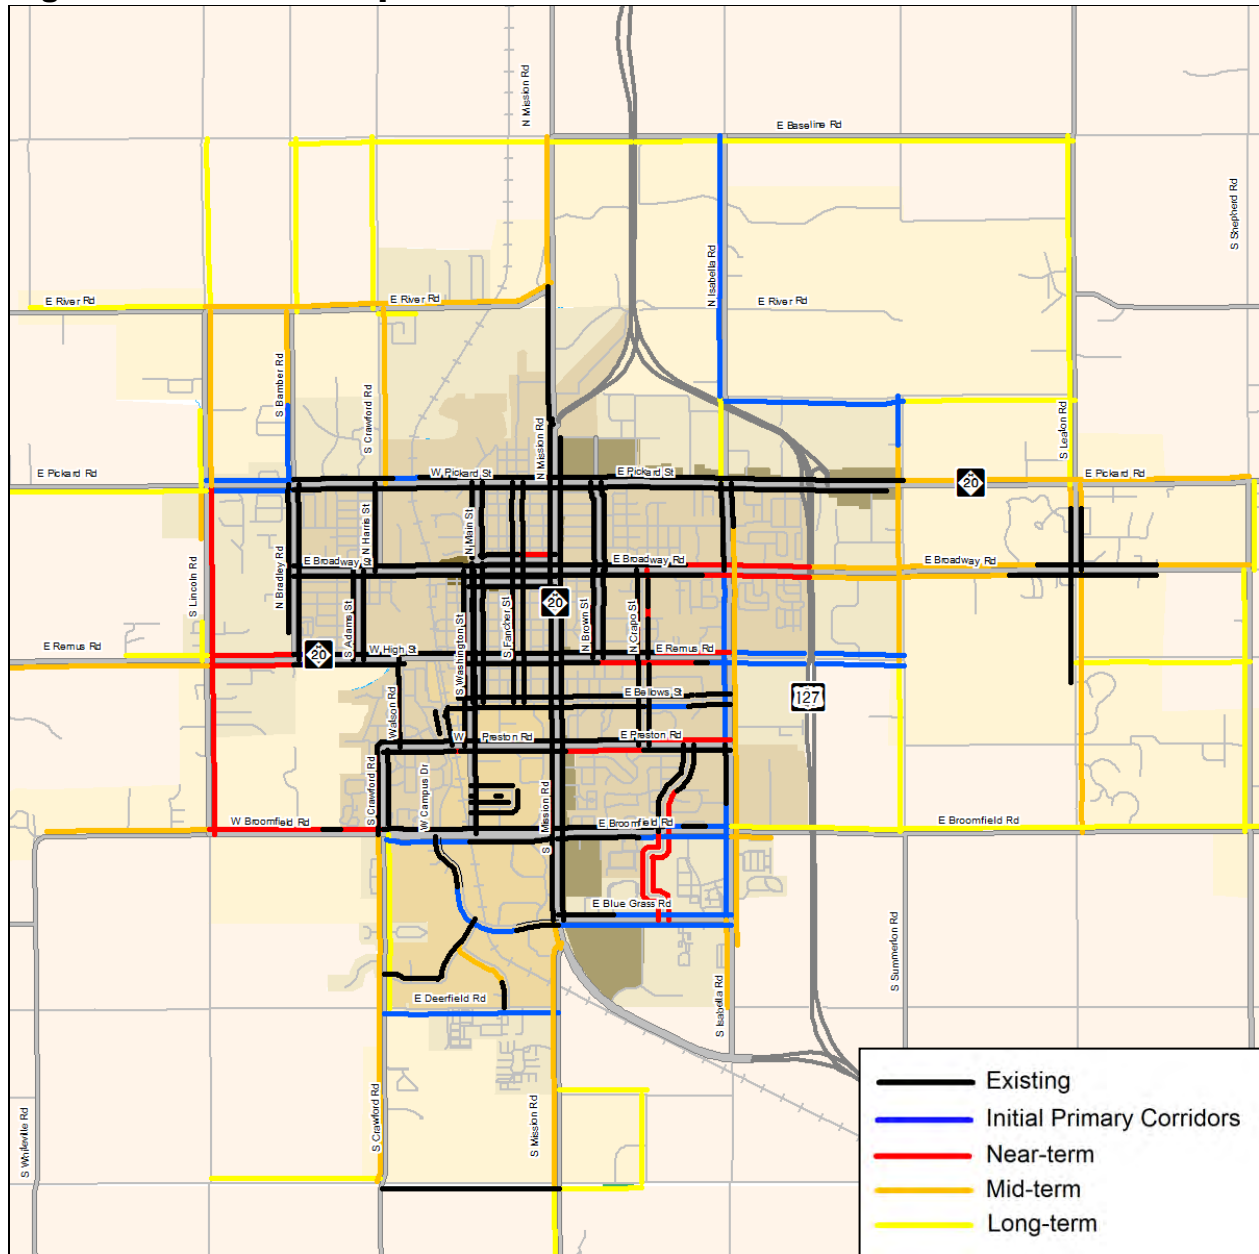 N Mission Rd
E Baseline Rd
S Shepherd Rd
N Isabella Rd
E River Rd
E River Rd
E River Rd
S Bamber Rd
S Crawford Rd
N Mission Rd
S Leaton Rd
E Pickard Rd
W Pickard St
E Pickard St
E Pickard Rd
20
N Harris St
N Main St
E Broadway St
E Broadway Rd
E Broadway Rd
N Bradley Rd
S Lincoln Rd
S Adams St
S Washington St
S Fancher St
20
N Brown St
N Crapo St
E Remus Rd
20
W High St
E Remus Rd
Watson Rd
E Bellows St
127
W Preston Rd
E Preston Rd
S Crawford Rd
W Campus Dr
S Mission Rd
W Broomfield Rd
E Broomfield Rd
E Broomfield Rd
E Blue Grass Rd
S Summerton Rd
S Isabella Rd
E Deerfield Rd
S Whiteville Rd
S Crawford Rd
S Mission Rd
Existing
Initial Primary Corridors
Near-term
Mid-term
Long-term